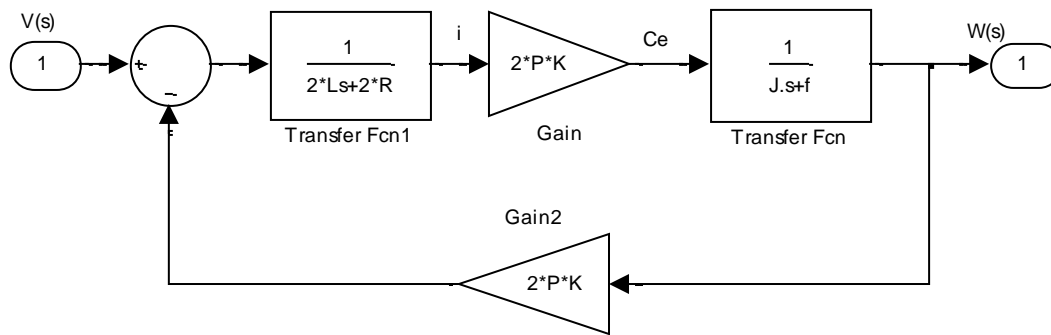 V(s)
1
+
-
1
2*Ls+2*R
Transfer Fcn1
i
2*P*K
Gain
Ce
1
J.s+f
Transfer Fcn
W(s)
1
Gain2
2*P*K